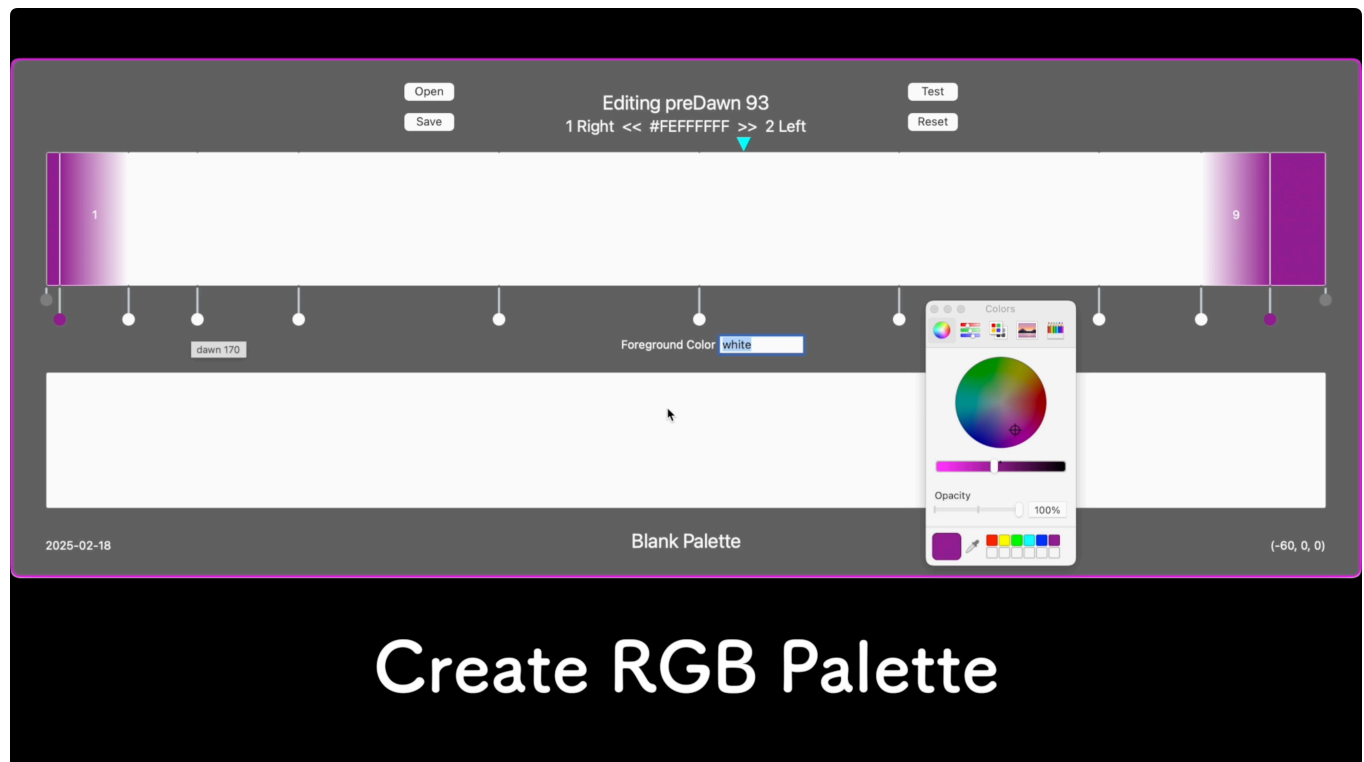 Open
Test
Editing preDawn 93
Save
1 Right << #FEFFFFFF >> 2 Left
Reset
1
9
Colors
dawn 170
Foreground Color white
Opacity
100%
2025-02-18
Blank Palette
(-60, 0, 0)
Create RGB Palette